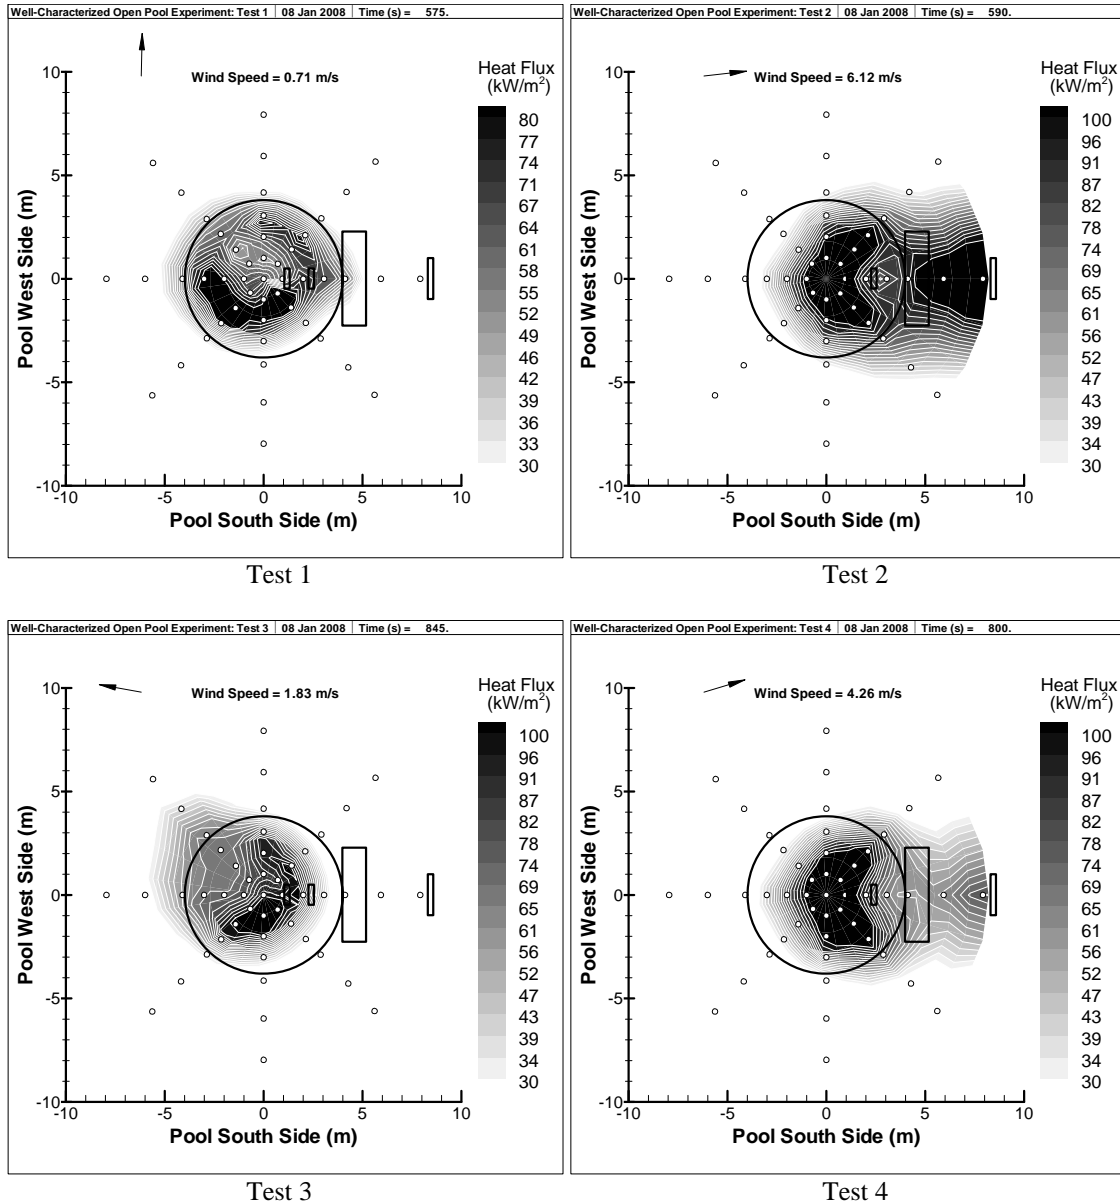 Well-Characterized Open Pool Experiment: Test 1 | 08 Jan 2008 | Time (s) = 575.
Wind Speed = 0.71 m/s
Heat Flux
(kW/m²)
80
77
74
71
67
64
61
58
55
52
49
46
42
39
36
33
30
10
5
0
-5
-10
Pool West Side (m)
-10 -5 0 5 10
Pool South Side (m)
Test 1
Well-Characterized Open Pool Experiment: Test 2 | 08 Jan 2008 | Time (s) = 590.
Wind Speed = 6.12 m/s
Heat Flux
(kW/m²)
100
96
91
87
82
78
74
69
65
61
56
52
47
43
39
34
30
10
5
0
-5
-10
Pool West Side (m)
-10 -5 0 5 10
Pool South Side (m)
Test 2
Well-Characterized Open Pool Experiment: Test 3 | 08 Jan 2008 | Time (s) = 845.
Wind Speed = 1.83 m/s
Heat Flux
(kW/m²)
100
96
91
87
82
78
74
69
65
61
56
52
47
43
39
34
30
10
5
0
-5
-10
Pool West Side (m)
-10 -5 0 5 10
Pool South Side (m)
Test 3
Well-Characterized Open Pool Experiment: Test 4 | 08 Jan 2008 | Time (s) = 800.
Wind Speed = 4.26 m/s
Heat Flux
(kW/m²)
100
96
91
87
82
78
74
69
65
61
56
52
47
43
39
34
30
10
5
0
-5
-10
Pool West Side (m)
-10 -5 0 5 10
Pool South Side (m)
Test 4